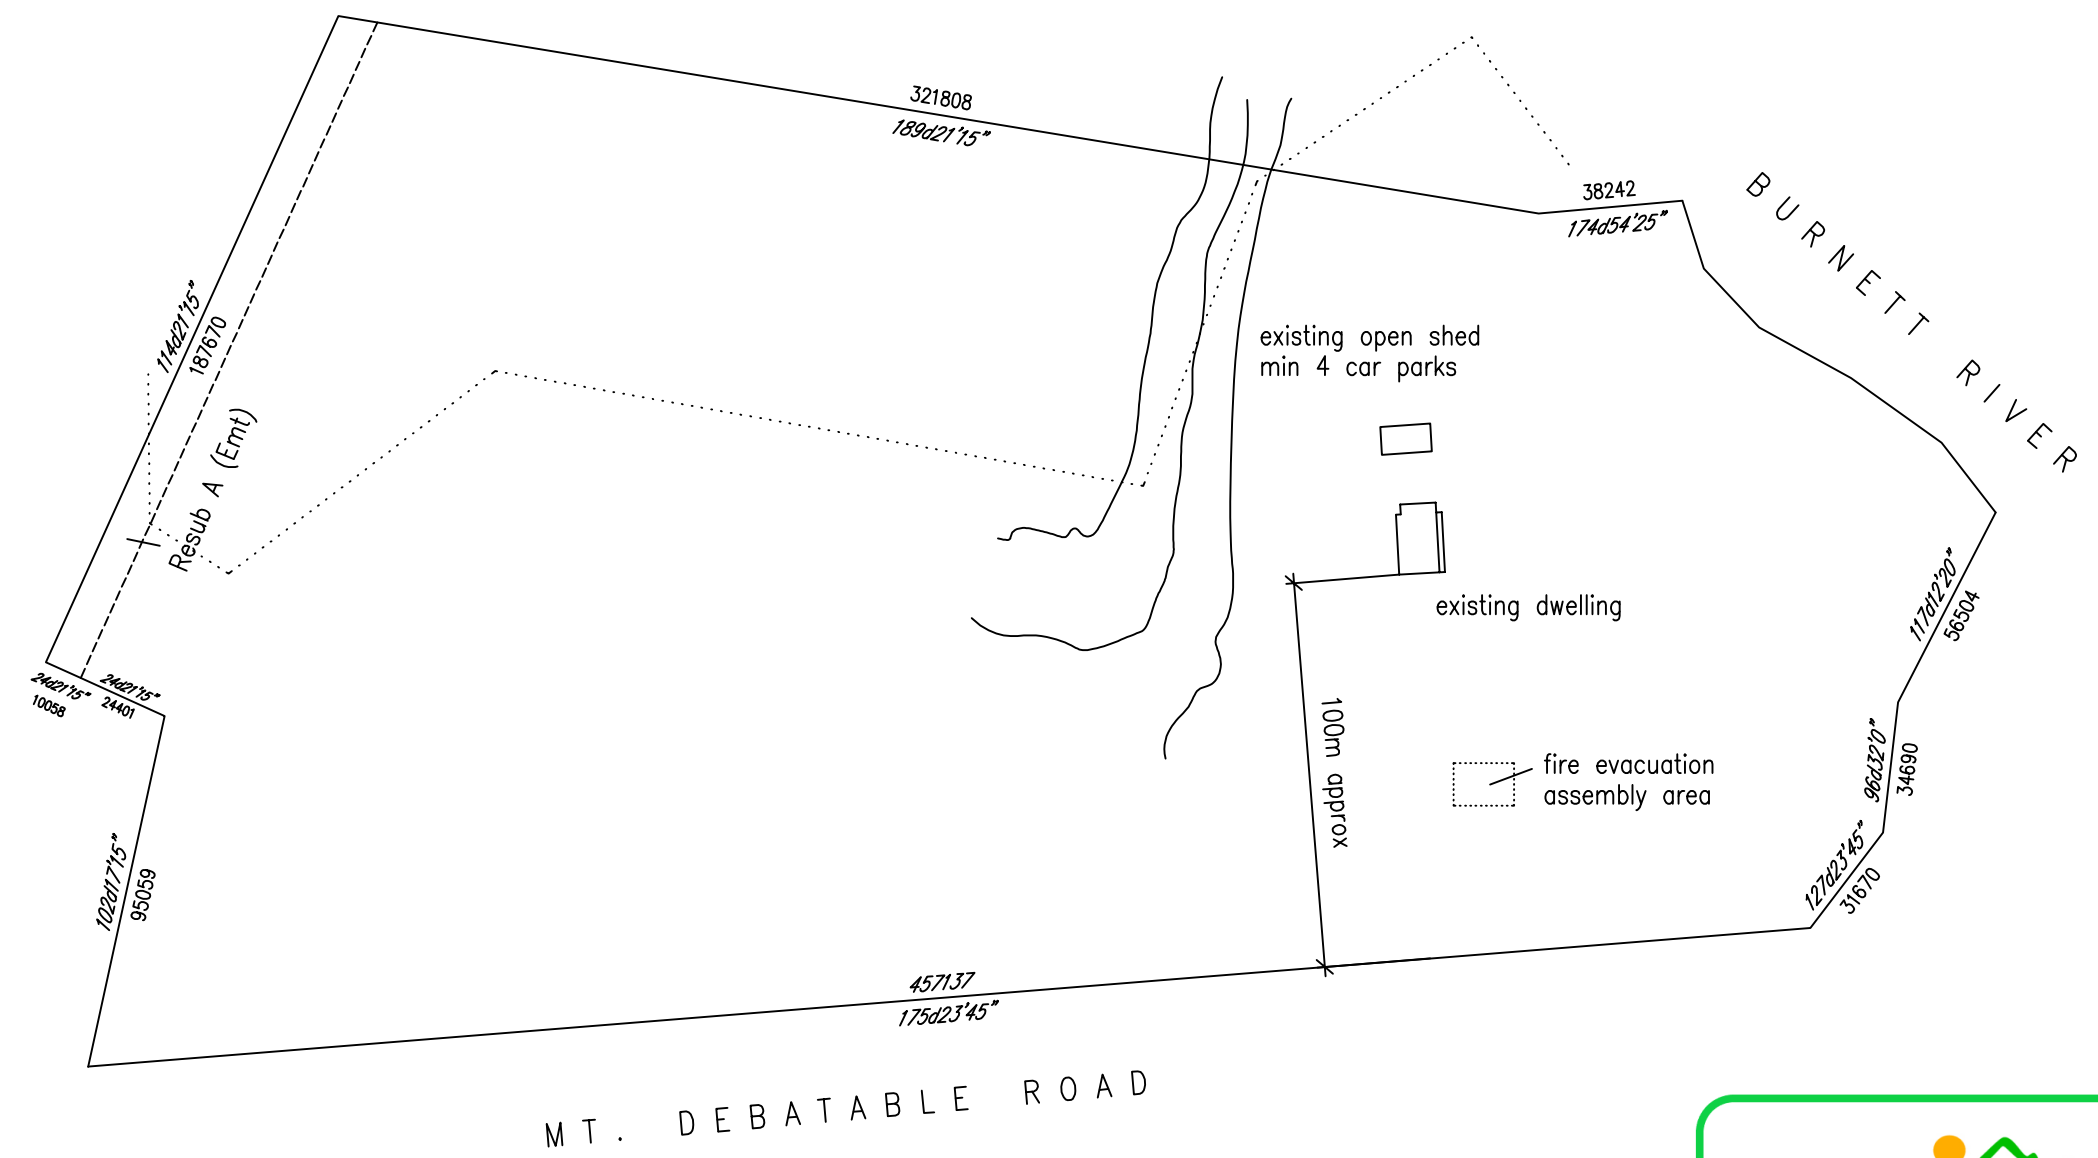 321808
189d21'15"
38242
174d54'25"
BURNETT RIVER
114d21'15"
187670
Resub A (Emt)
existing open shed
min 4 car parks
existing dwelling
117d12'20"
56504
24d21'15"
10058
24d21'15"
24401
100m approx
fire evacuation
assembly area
96d32'0"
34690
127d23'45"
31670
102d17'15"
95059
457137
175d23'45"
MT. DEBATABLE ROAD